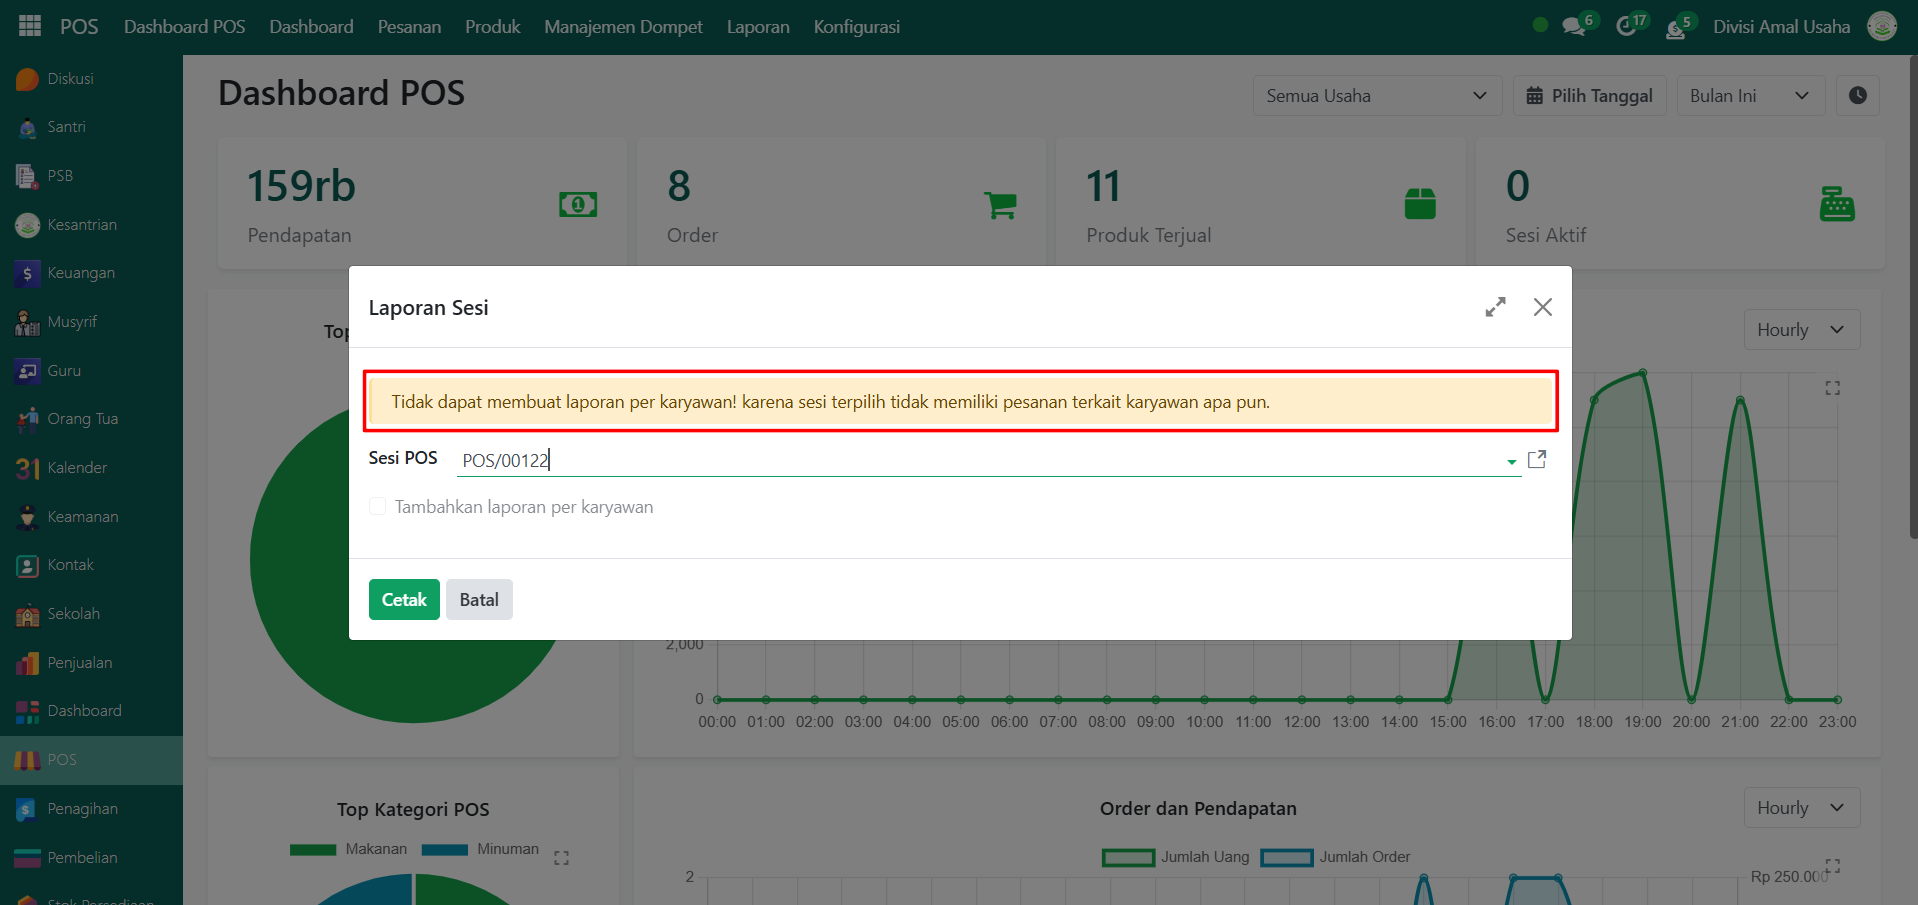 POS
Dashboard POS
Dashboard
Pesanan
Produk
Manajemen Dompet
Laporan
Konfigurasi
6
17
5
Divisi Amal Usaha
Diskusi
Santri
PSB
Kesantrian
Keuangan
Musyrif
Guru
Orang Tua
Kalender
Keamanan
Kontak
Sekolah
Penjualan
Dashboard
POS
Penagihan
Pembelian
Stok Persediaan
Dashboard POS
Semua Usaha
Pilih Tanggal
Bulan Ini
159rb
Pendapatan
8
Order
11
Produk Terjual
0
Sesi Aktif
Hourly
Laporan Sesi
Tidak dapat membuat laporan per karyawan! karena sesi terpilih tidak memiliki pesanan terkait karyawan apa pun.
Sesi POS
POS/00122
Tambahkan laporan per karyawan
Cetak
Batal
2,000
0
00:00 01:00 02:00 03:00 04:00 05:00 06:00 07:00 08:00 09:00 10:00 11:00 12:00 13:00 14:00 15:00 16:00 17:00 18:00 19:00 20:00 21:00 22:00 23:00
Top Kategori POS
Makanan
Minuman
Order dan Pendapatan
Hourly
Jumlah Uang
Jumlah Order
2
Rp 250.000